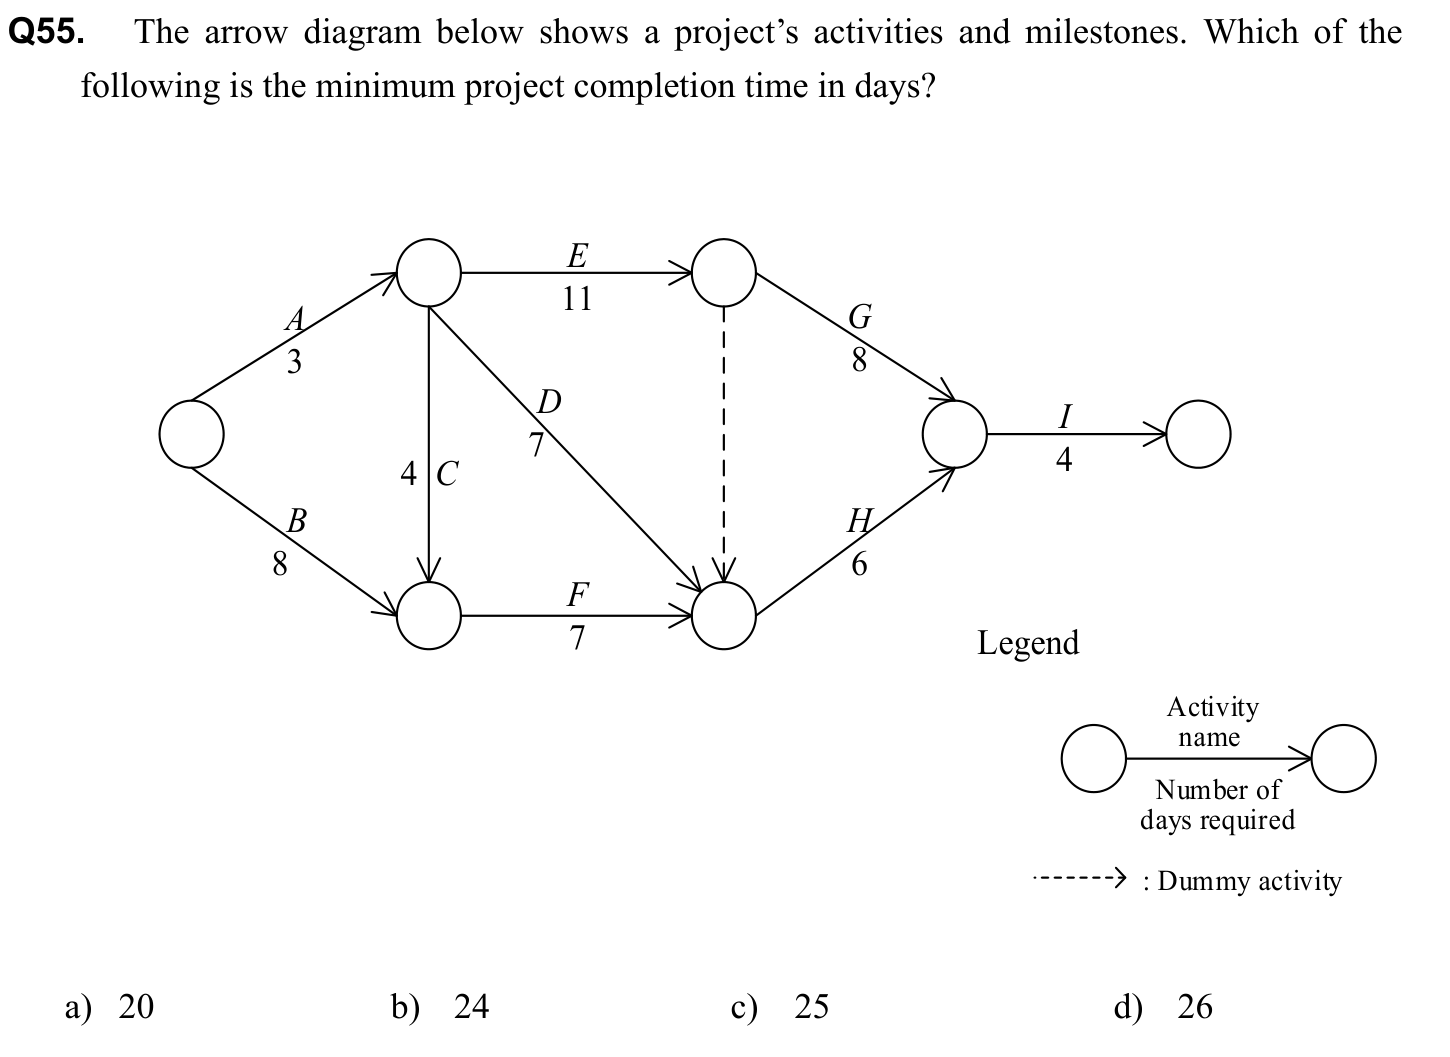 Q55. The arrow diagram below shows a project’s activities and milestones. Which of the
following is the minimum project completion time in days?
E
11
A
3
G
8
D
7
I
4
4 C
B
8
H
6
F
7
Legend
Activity
name
Number of
days required
: Dummy activity
a) 20 b) 24 c) 25 d) 26